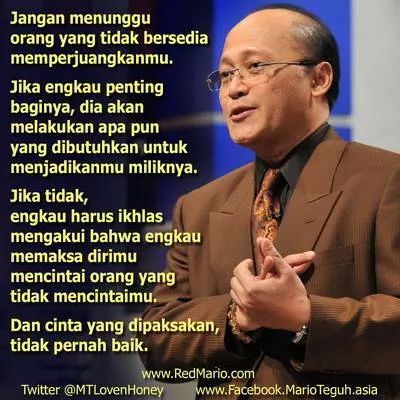 Jangan menunggu
orang yang tidak bersedia
memperjuangkanmu.
Jika engkau penting
baginya, dia akan
melakukan apa pun
yang dibutuhkan untuk
menjadikanmu miliknya.
Jika tidak,
engkau harus ikhlas
mengakui bahwa engkau
memaksa dirimu
mencintai orang yang
tidak mencintaimu.
Dan cinta yang dipaksakan,
tidak pernah baik.
www.RedMario.com
Twitter @MTLovenHoney www.Facebook.MarioTeguh.asia